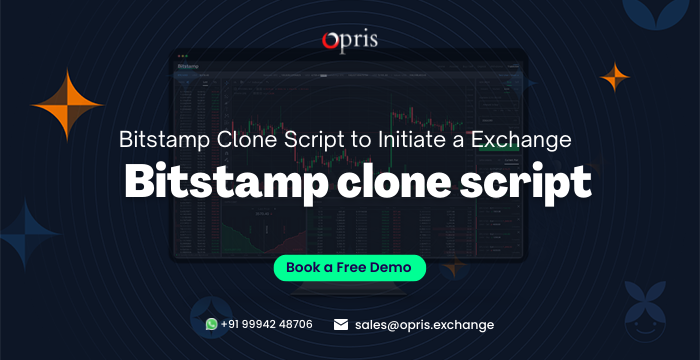 Opris
Bitstamp
Bitstamp Clone Script to Initiate a Exchange
Bitstamp clone script
Book a Free Demo
+91 99942 48706
sales@opris.exchange